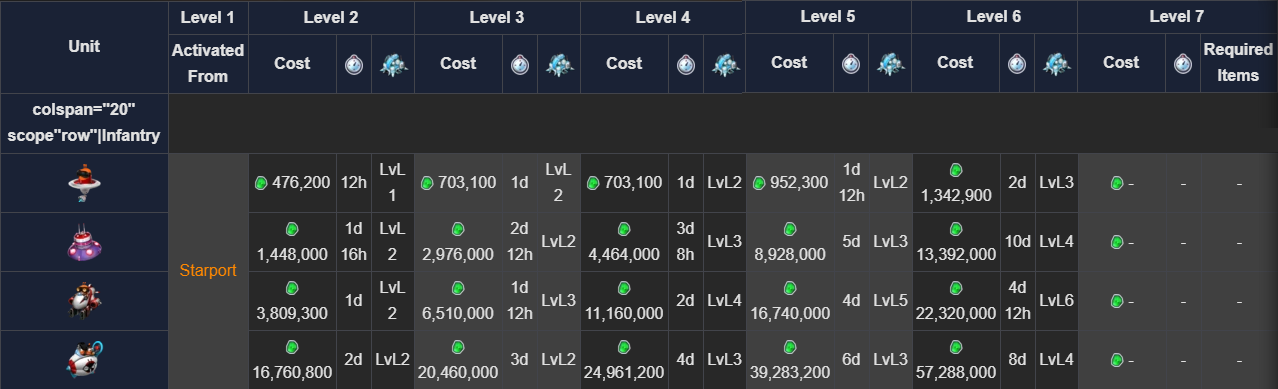 Unit
Level 1
Level 2
Level 3
Level 4
Level 5
Level 6
Level 7
Activated
From
Cost
Cost
Cost
Cost
Cost
Cost
Required
Items
colspan="20"
scope"row"|Infantry
Starport
476,200
12h
LvL
1
703,100
1d
LvL
2
703,100
1d
LvL2
952,300
1d
12h
LvL2
1,342,900
2d
LvL3
-
-
-
1,448,000
1d
16h
LvL
2
2,976,000
2d
12h
LvL2
4,464,000
3d
8h
LvL3
8,928,000
5d
LvL3
13,392,000
10d
LvL4
-
-
-
3,809,300
1d
LvL
2
6,510,000
1d
12h
LvL3
11,160,000
2d
LvL4
16,740,000
4d
LvL5
22,320,000
4d
12h
LvL6
-
-
-
16,760,800
2d
LvL2
20,460,000
3d
LvL2
24,961,200
4d
LvL3
39,283,200
6d
LvL3
57,288,000
8d
LvL4
-
-
-